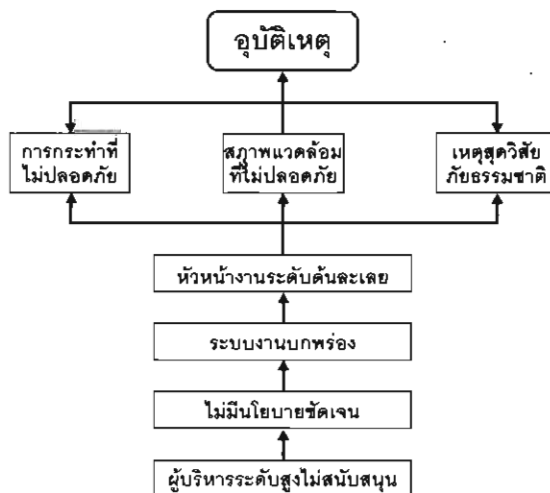 อุบัติเหตุ
การกระทำที่
ไม่ปลอดภัย
สภาพแวดล้อม
ที่ไม่ปลอดภัย
เหตุสุดวิสัย
ภัยธรรมชาติ
หัวหน้างานระดับต้นละเลย
ระบบงานบกพร่อง
ไม่มีนโยบายชัดเจน
ผู้บริหารระดับสูงไม่สนับสนุน